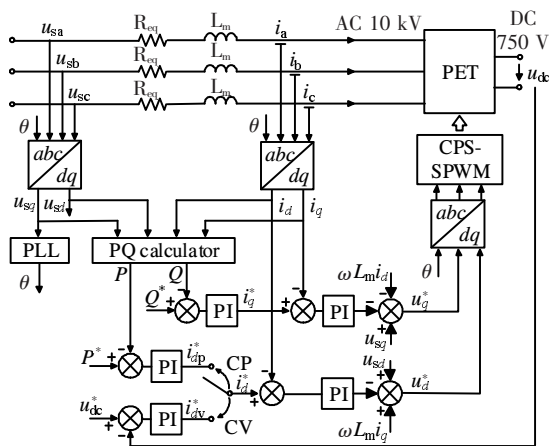 u_sa R_eq L_m i_a AC 10 kV DC 750 V
u_sb R_eq L_m i_b PET u_dc
u_sc R_eq L_m i_c
θ θ
abc dq abc dq CPS-SPWM
u_sq u_sd i_d i_q abc dq
PLL PQ calculator
θ P Q θ
ωL_m i_d
Q* + - PI i_q* + - PI - - + u_q*
u_sq
P* + - PI i_dp* CP u_sd
i_d* + - PI - + + u_d*
u_dc* + - PI i_dv* CV ωL_m i_q